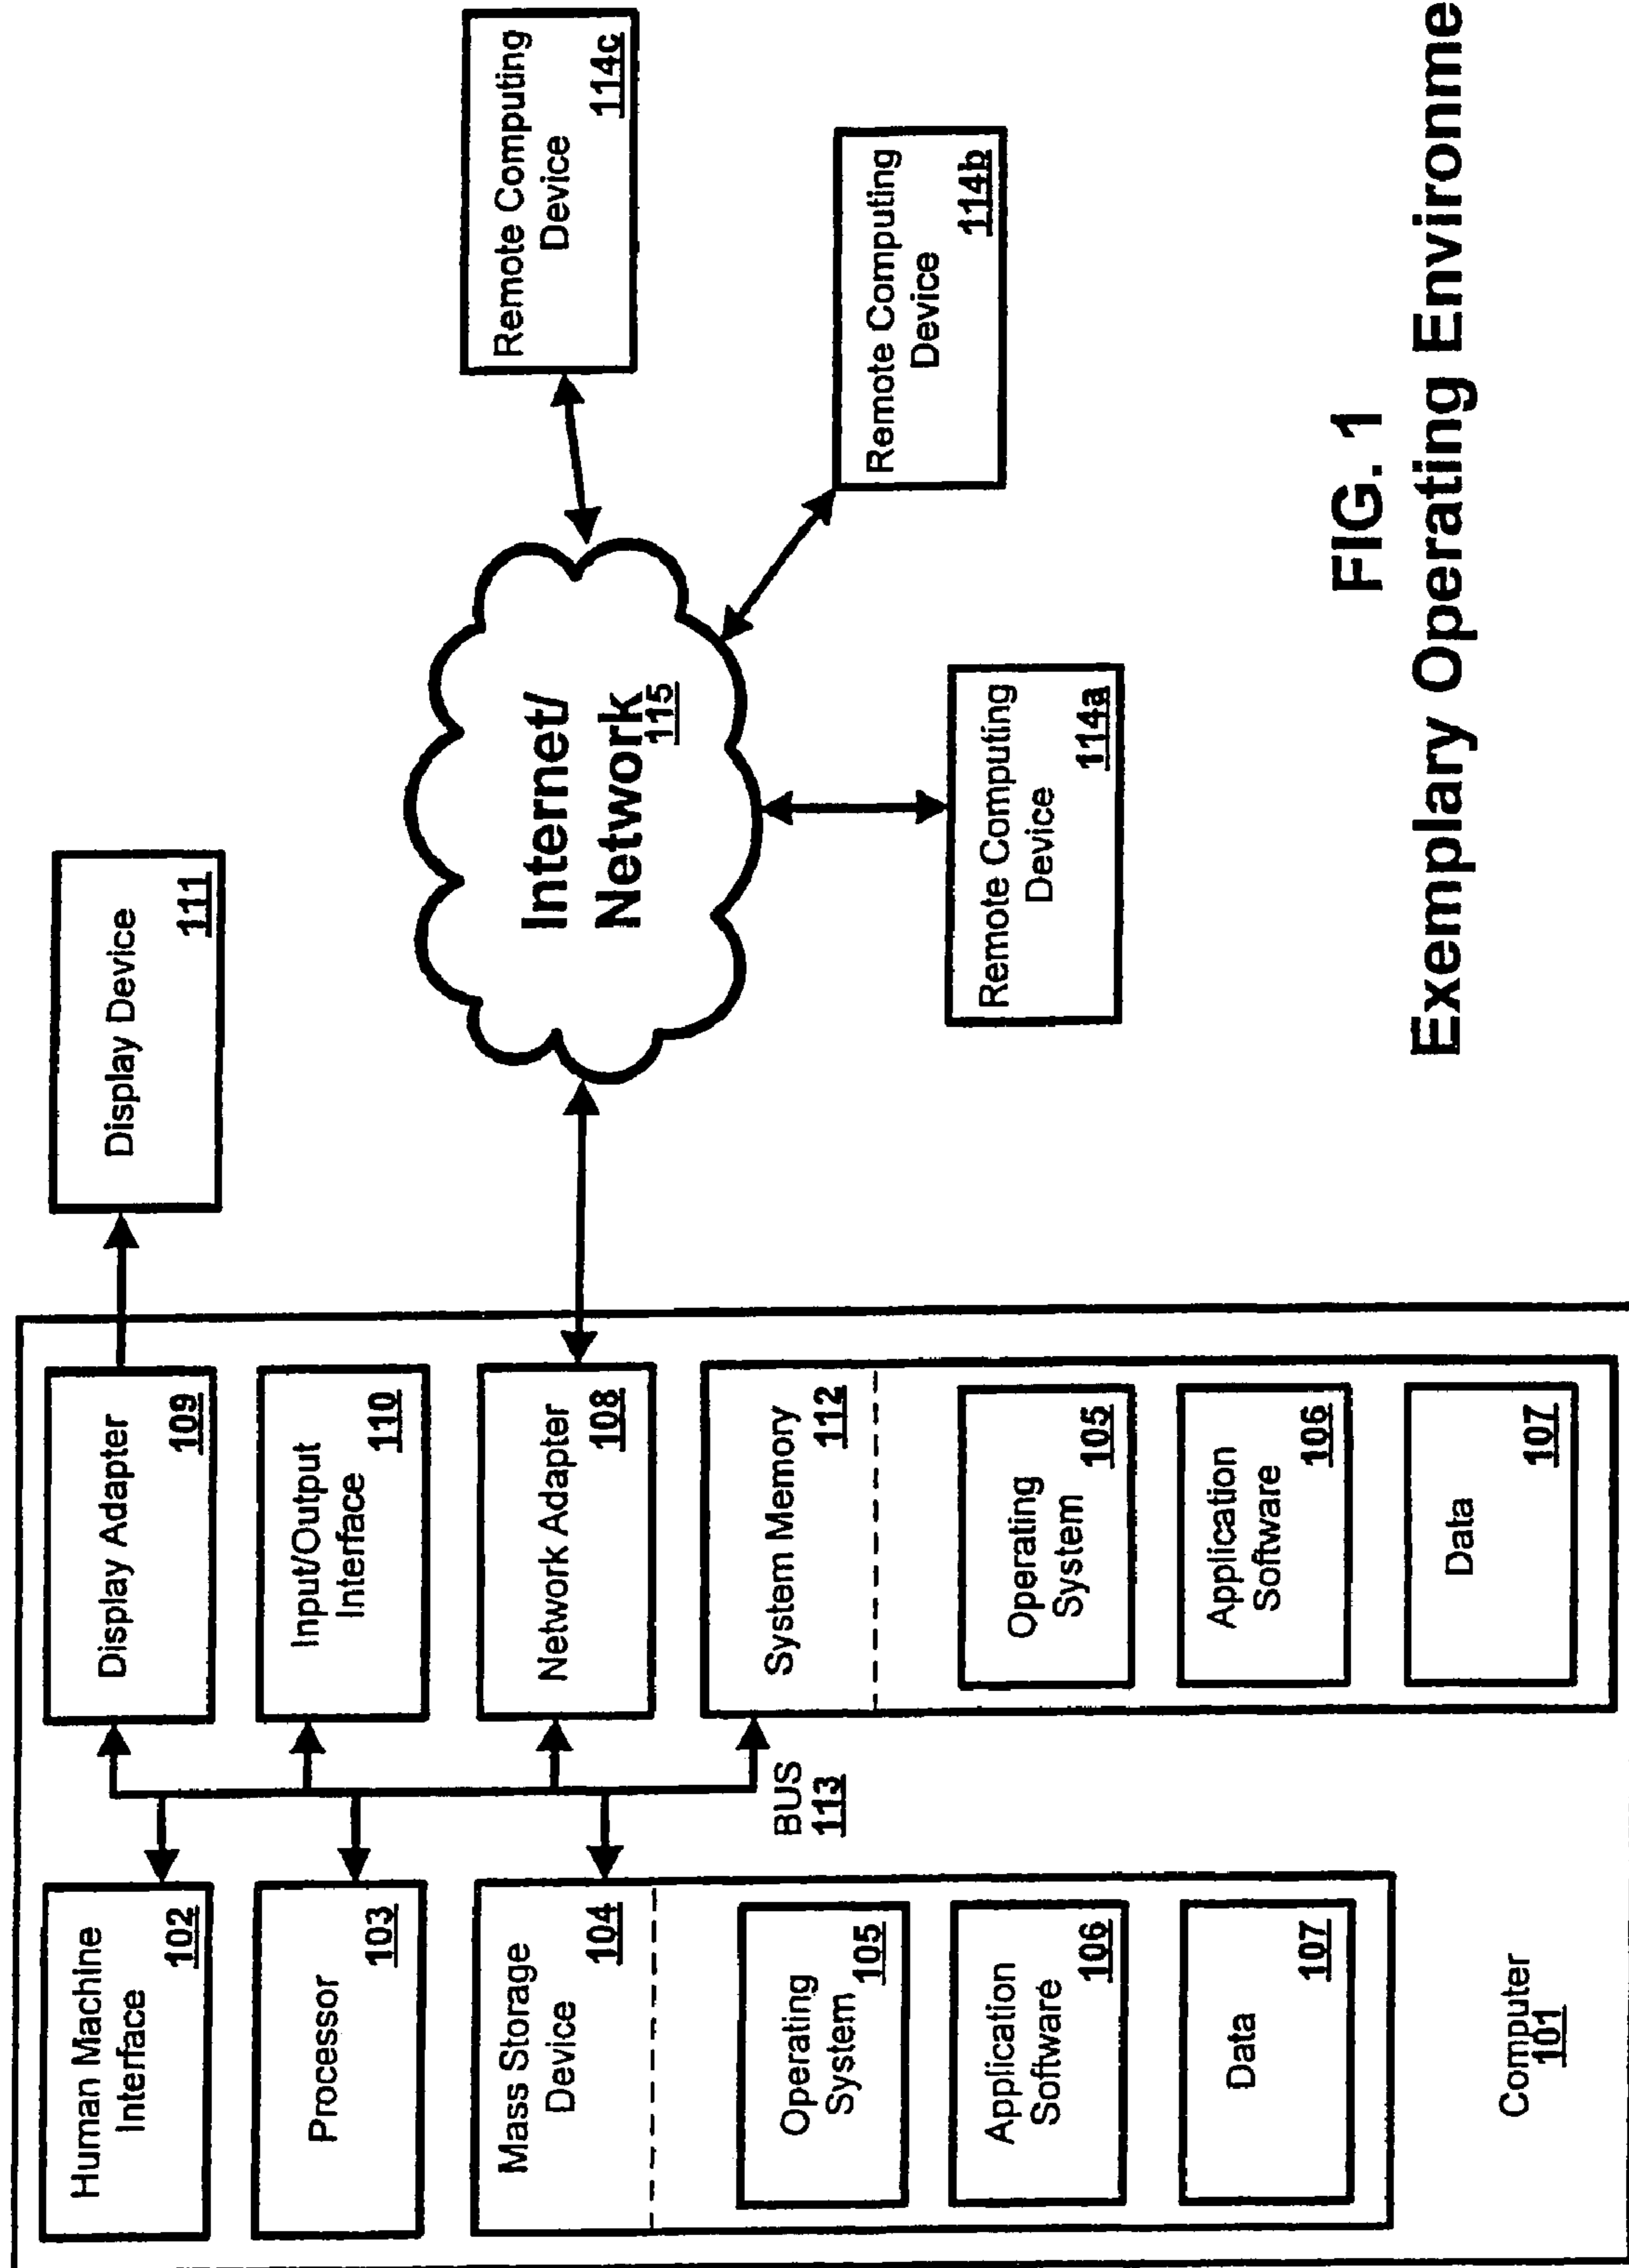 Human Machine
Interface
102
Processor
103
Mass Storage
Device
104
Operating
System
105
Application
Software
106
Data
107
Computer
101
BUS
113
Display Adapter
109
Input/Output
Interface
110
Network Adapter
108
System Memory
112
Operating
System
105
Application
Software
106
Data
107
Display Device
111
Internet/
Network
115
Remote Computing
Device
114a
Remote Computing
Device
114b
Remote Computing
Device
114c
FIG. 1
Exemplary Operating Environme